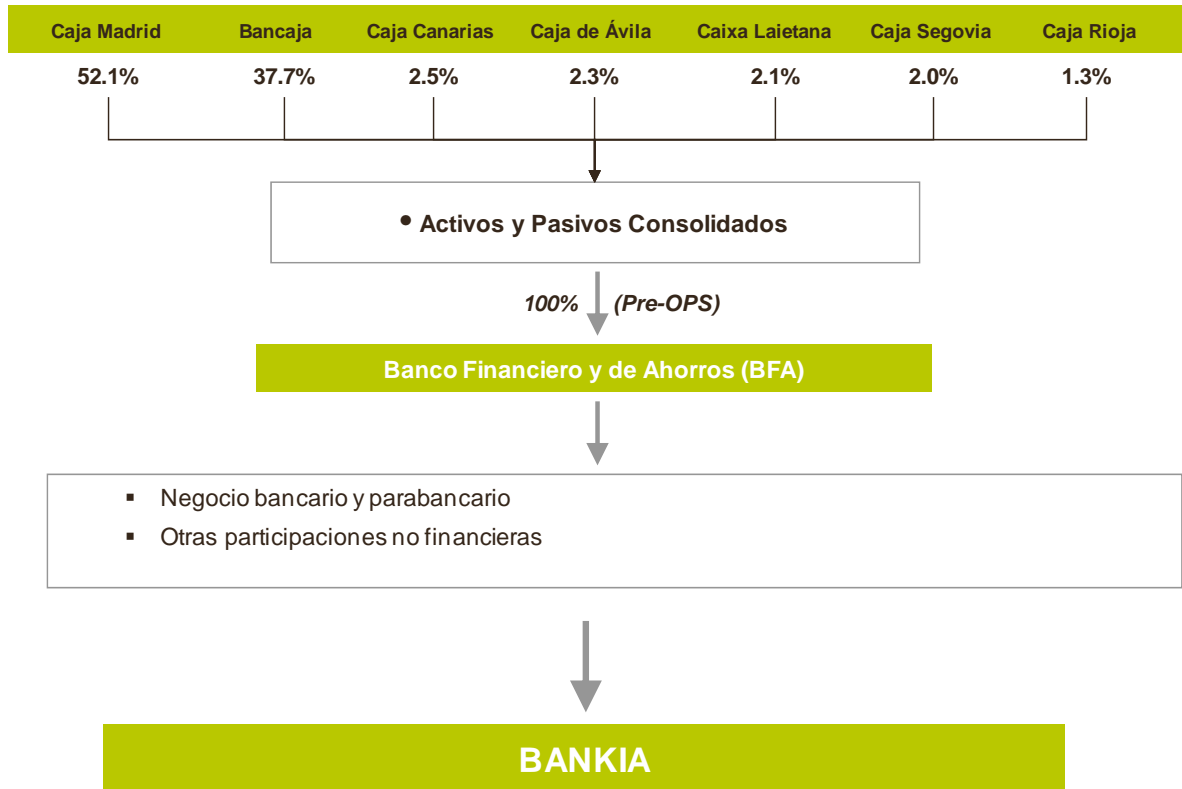 Caja Madrid Bancaja Caja Canarias Caja de Ávila Caixa Laietana Caja Segovia Caja Rioja
52.1% 37.7% 2.5% 2.3% 2.1% 2.0% 1.3%
• Activos y Pasivos Consolidados
100% (Pre-OPS)
Banco Financiero y de Ahorros (BFA)
▪ Negocio bancario y parabancario
▪ Otras participaciones no financieras
BANKIA